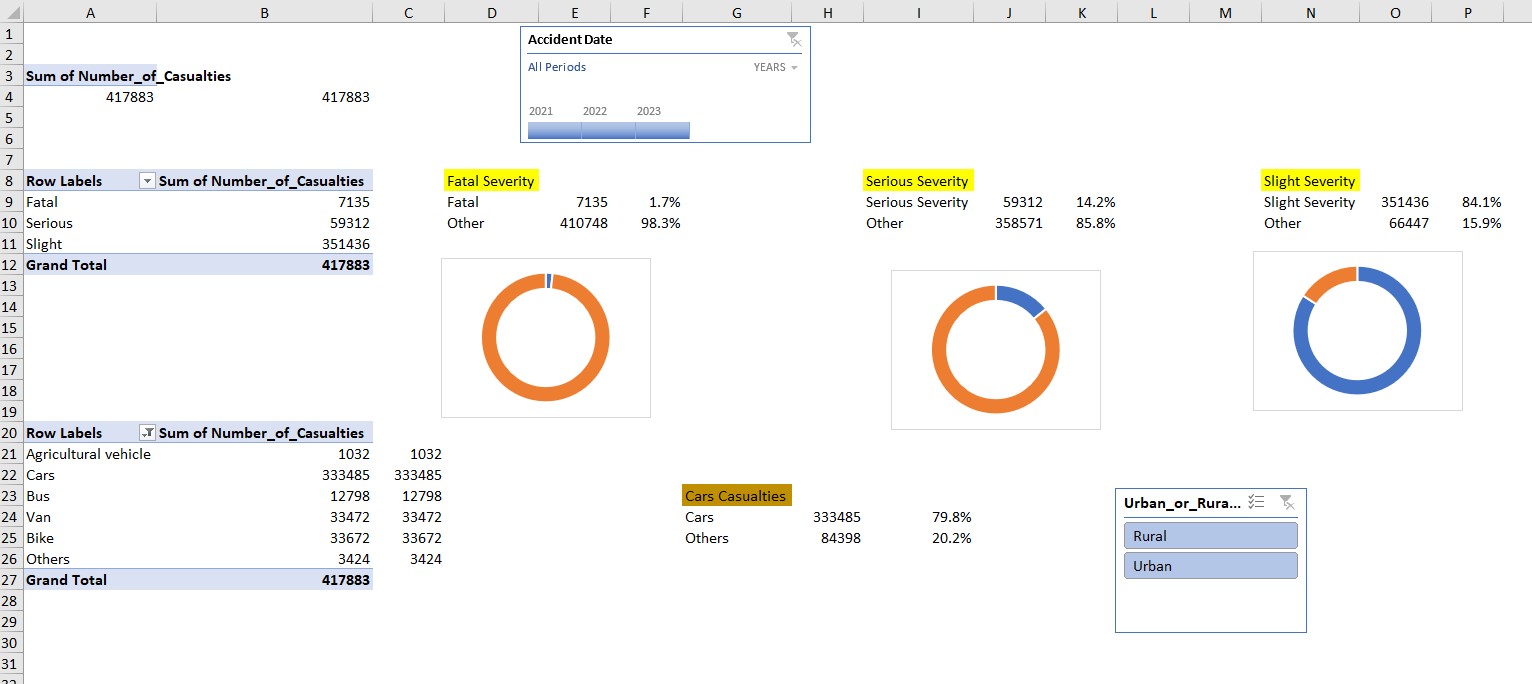 A B C D E F G H I J K L M N O P
1 Accident Date
2 All Periods YEARS
3 Sum of Number_of_Casualties
4 417883 417883
5 2021 2022 2023
6
7
8 Row Labels Sum of Number_of_Casualties Fatal Severity Serious Severity Slight Severity
9 Fatal 7135 Fatal 7135 1.7% Serious Severity 59312 14.2% Slight Severity 351436 84.1%
10 Serious 59312 Other 410748 98.3% Other 358571 85.8% Other 66447 15.9%
11 Slight 351436
12 Grand Total 417883
13
14
15
16
17
18
19
20 Row Labels Sum of Number_of_Casualties
21 Agricultural vehicle 1032 1032
22 Cars 333485 333485
23 Bus 12798 12798 Cars Casualties Urban_or_Rura...
24 Van 33472 33472 Cars 333485 79.8%
25 Bike 33672 33672 Others 84398 20.2% Rural
26 Others 3424 3424 Urban
27 Grand Total 417883
28
29
30
31
32